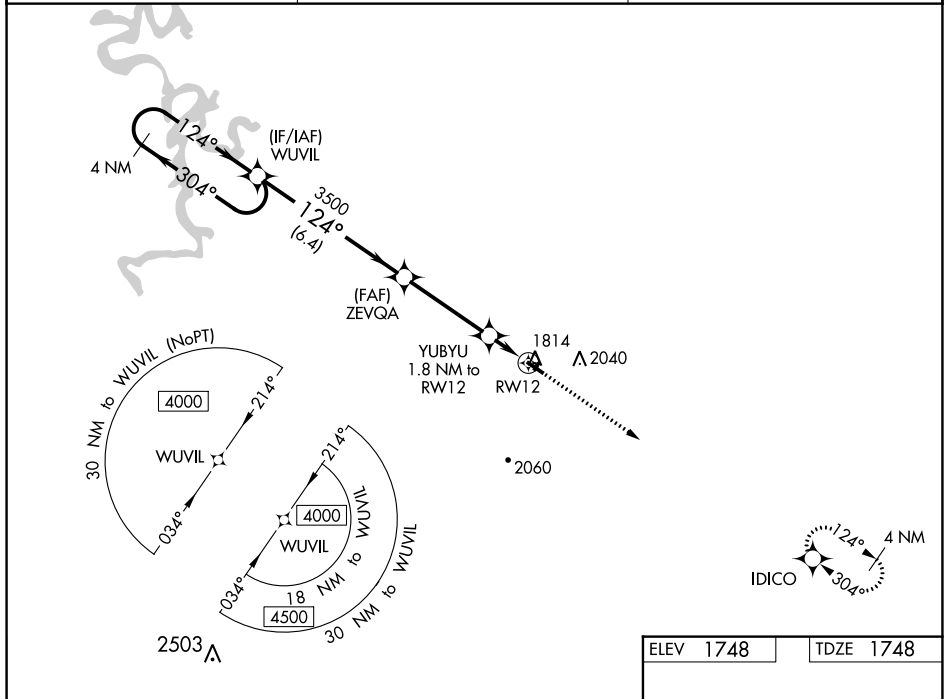 124°
(IF/IAF)
WUVIL
4 NM
304°
3500
124°
(6.4)
(FAF)
ZEVQA
YUBYU
1.8 NM to
RW12
RW12
1814
2040
2060
30 NM to WUVIL (NoPT)
4000
214°
WUVIL
034°
214°
4000
WUVIL
034°
18 NM to WUVIL
4500
30 NM to WUVIL
2503
IDICO
124°
4 NM
304°
ELEV 1748
TDZE 1748